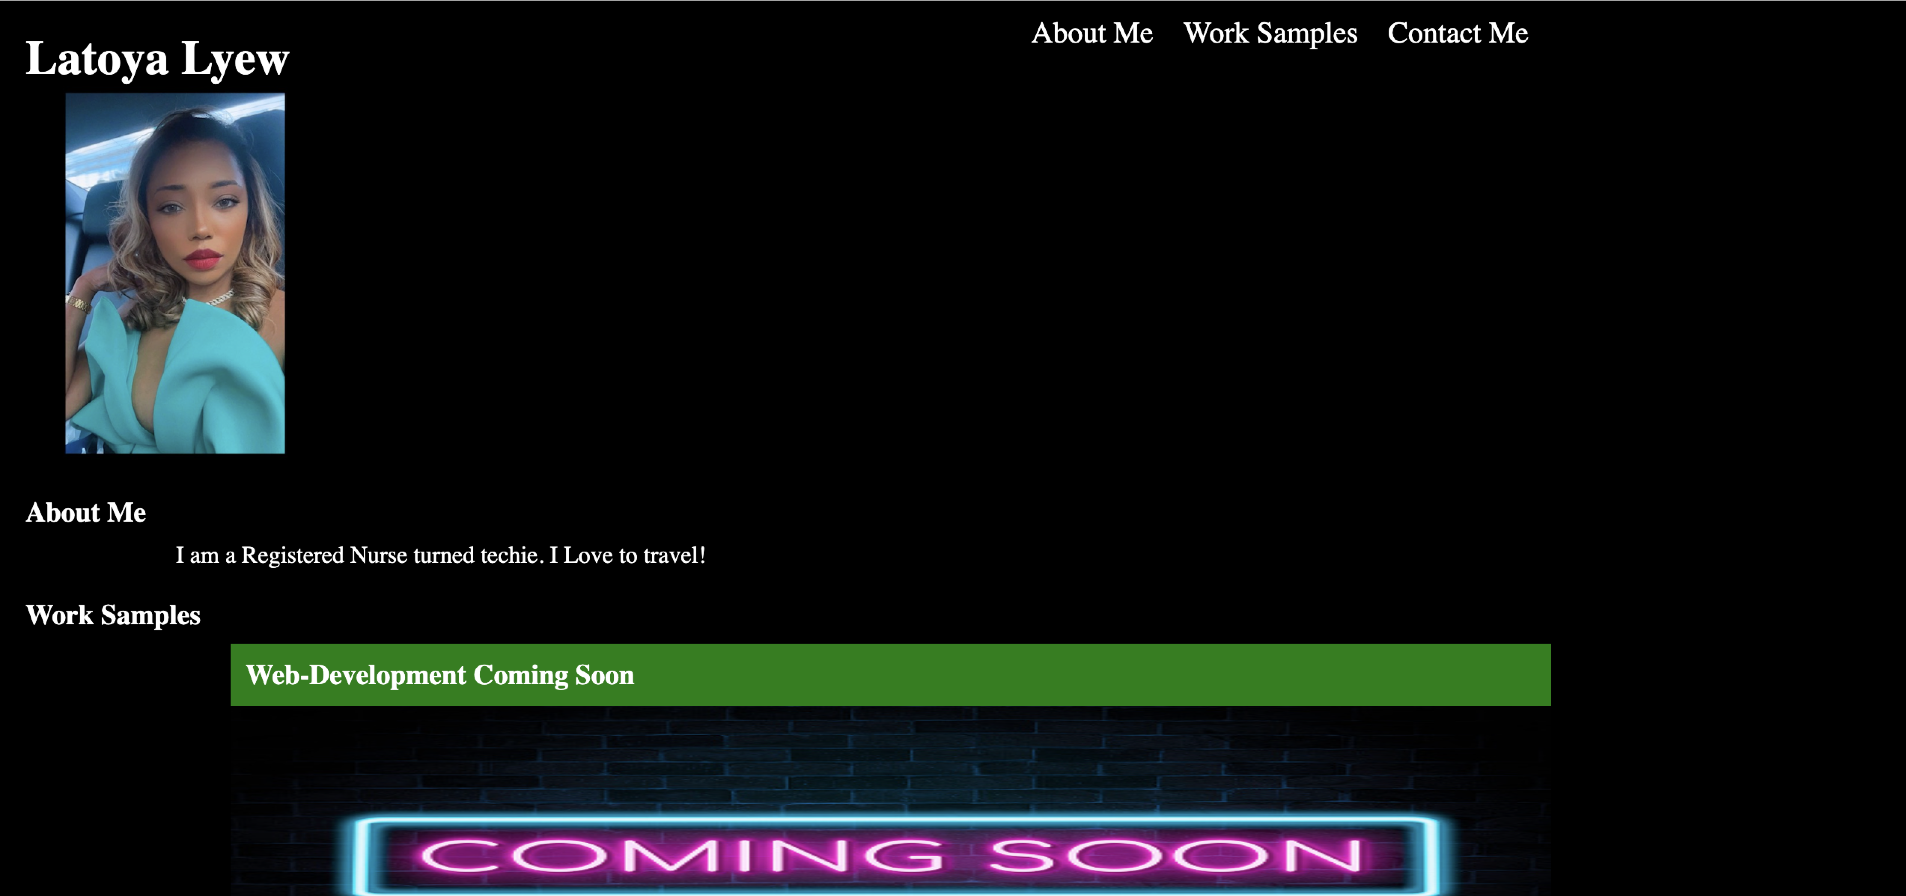 About Me Work Samples Contact Me
Latoya Lyew
About Me
I am a Registered Nurse turned techie. I Love to travel!
Work Samples
Web-Development Coming Soon
COMING SOON